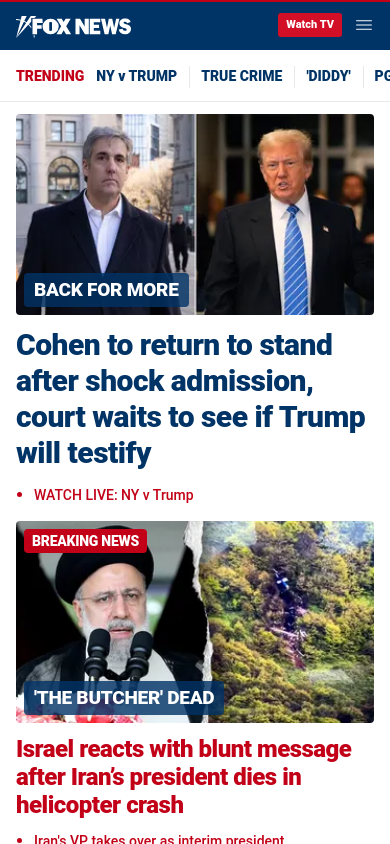 FOX NEWS
Watch TV
TRENDING NY v TRUMP TRUE CRIME 'DIDDY' PG
BACK FOR MORE
Cohen to return to stand
after shock admission,
court waits to see if Trump
will testify
• WATCH LIVE: NY v Trump
BREAKING NEWS
'THE BUTCHER' DEAD
Israel reacts with blunt message
after Iran’s president dies in
helicopter crash
• Iran's VP takes over as interim president